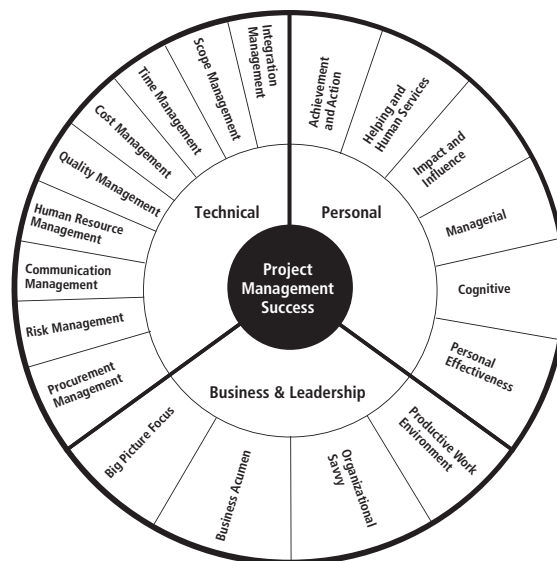 Project
Management
Success
Technical
Integration
Management
Scope Management
Time Management
Cost Management
Quality Management
Human Resource
Management
Communication
Management
Risk Management
Procurement
Management
Personal
Achievement
and Action
Helping and
Human Services
Impact and
Influence
Managerial
Cognitive
Personal
Effectiveness
Business & Leadership
Big Picture Focus
Business Acumen
Organizational
Savvy
Productive Work
Environment